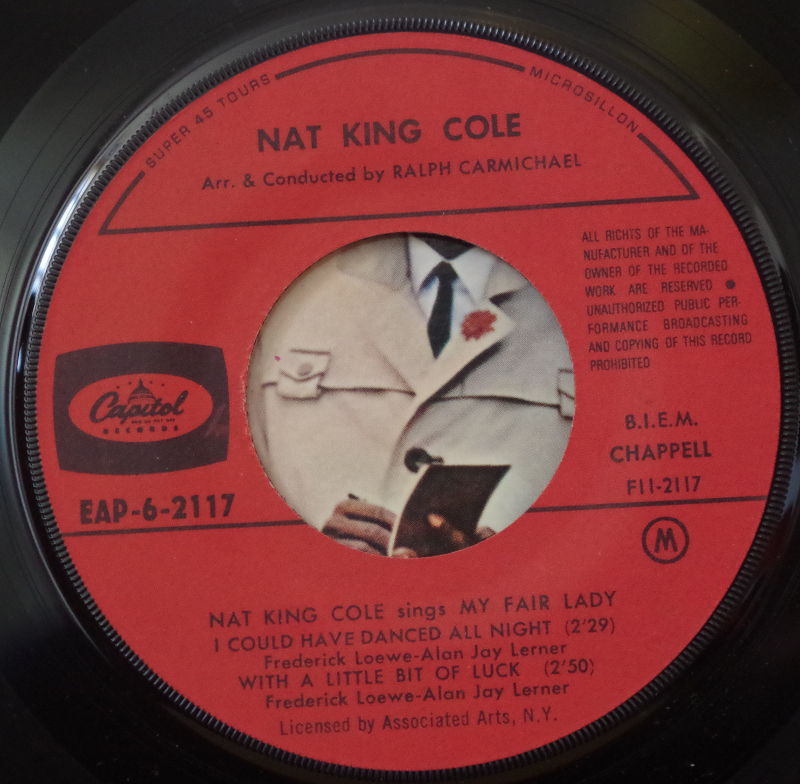 SUPER 45 TOURS
MICROSILLON
NAT KING COLE
Arr. & Conducted by RALPH CARMICHAEL
ALL RIGHTS OF THE MA-
NUFACTURER AND OF THE
OWNER OF THE RECORDED
WORK ARE RESERVED ●
UNAUTHORIZED PUBLIC PER-
FORMANCE BROADCASTING
AND COPYING OF THIS RECORD
PROHIBITED
Capitol
RECORDS
B.I.E.M.
CHAPPELL
F11-2117
EAP-6-2117
M
NAT KING COLE sings MY FAIR LADY
I COULD HAVE DANCED ALL NIGHT (2'29)
Frederick Loewe-Alan Jay Lerner
WITH A LITTLE BIT OF LUCK (2'50)
Frederick Loewe-Alan Jay Lerner
Licensed by Associated Arts, N.Y.